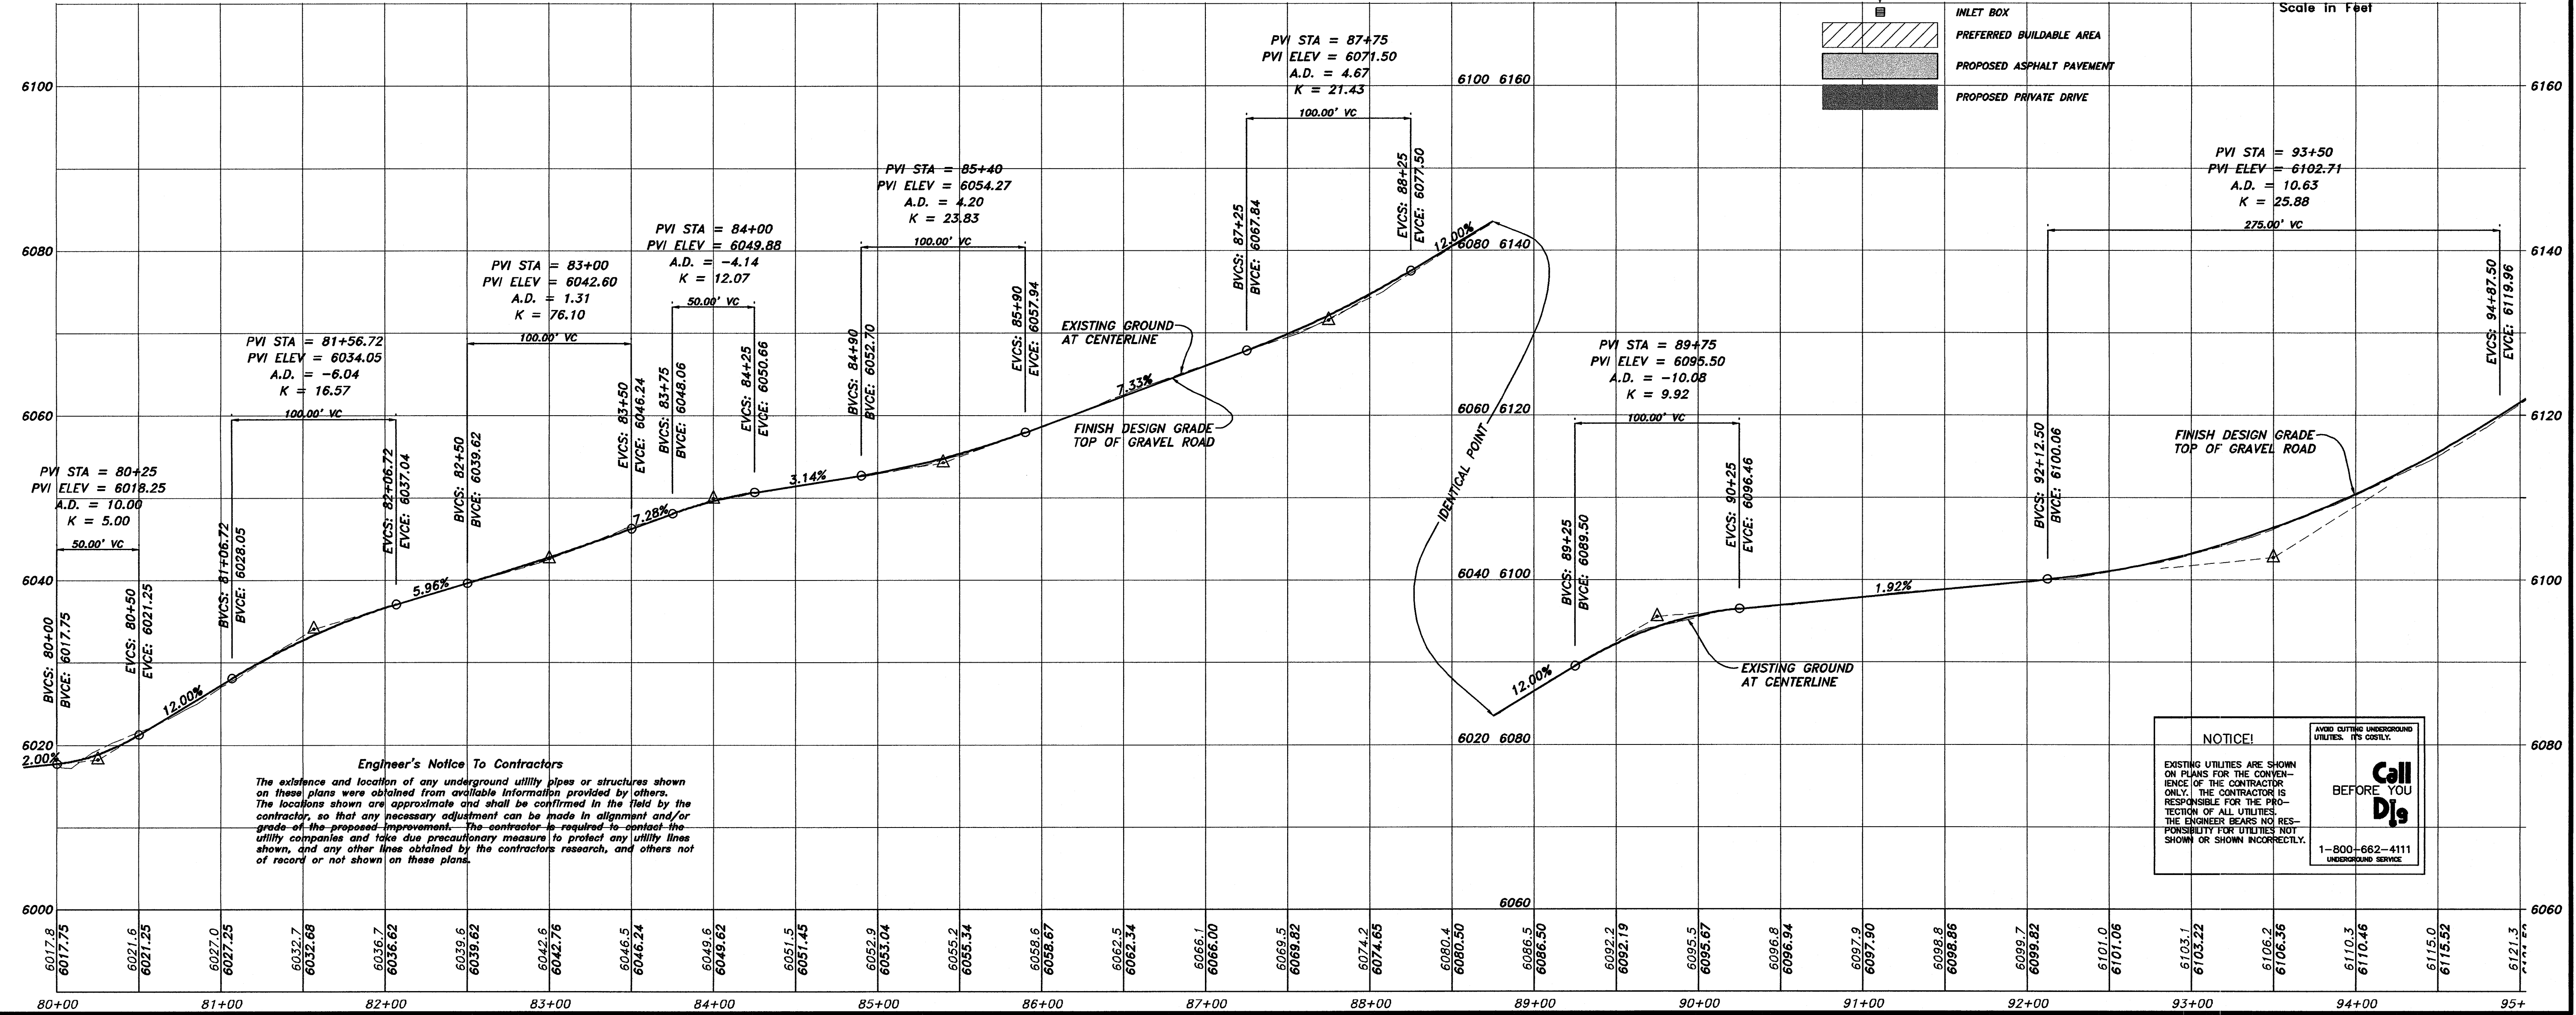 INLET BOX
Scale in Feet
PREFERRED BUILDABLE AREA
PROPOSED ASPHALT PAVEMENT
PROPOSED PRIVATE DRIVE
6100
6080
6060
6040
6020
6000
PVI STA = 80+25
PVI ELEV = 6018.25
A.D. = 10.00
K = 5.00
50.00' VC
BVCS: 80+00
BVCE: 6017.75
EVCS: 80+50
EVCE: 6021.25
2.00%
12.00%
PVI STA = 81+56.72
PVI ELEV = 6034.05
A.D. = -6.04
K = 16.57
100.00' VC
BVCS: 81+06.72
BVCE: 6028.05
EVCS: 82+06.72
EVCE: 6037.04
5.96%
PVI STA = 83+00
PVI ELEV = 6042.60
A.D. = 1.31
K = 76.10
100.00' VC
BVCS: 82+50
BVCE: 6039.62
EVCS: 83+50
EVCE: 6046.24
7.28%
PVI STA = 84+00
PVI ELEV = 6049.88
A.D. = -4.14
K = 12.07
50.00' VC
BVCS: 83+75
BVCE: 6048.06
EVCS: 84+25
EVCE: 6050.66
3.14%
PVI STA = 85+40
PVI ELEV = 6054.27
A.D. = 4.20
K = 23.83
100.00' VC
BVCS: 84+90
BVCE: 6052.70
EVCS: 85+90
EVCE: 6057.94
EXISTING GROUND
AT CENTERLINE
7.33%
FINISH DESIGN GRADE
TOP OF GRAVEL ROAD
PVI STA = 87+75
PVI ELEV = 6071.50
A.D. = 4.67
K = 21.43
100.00' VC
BVCS: 87+25
BVCE: 6067.84
EVCS: 88+25
EVCE: 6077.50
12.00%
6100 6160
6080 6140
6060 6120
6040 6100
6020 6080
6060
IDENTICAL POINT
12.00%
PVI STA = 89+75
PVI ELEV = 6095.50
A.D. = -10.08
K = 9.92
100.00' VC
BVCS: 89+25
BVCE: 6089.50
EVCS: 90+25
EVCE: 6096.46
EXISTING GROUND
AT CENTERLINE
1.92%
PVI STA = 93+50
PVI ELEV = 6102.71
A.D. = 10.63
K = 25.88
275.00' VC
BVCS: 92+12.50
BVCE: 6100.06
EVCS: 94+87.50
EVCE: 6119.96
FINISH DESIGN GRADE
TOP OF GRAVEL ROAD
6160
6140
6120
6100
6080
6060
Engineer's Notice To Contractors
The existence and location of any underground utility pipes or structures shown
on these plans were obtained from available information provided by others.
The locations shown are approximate and shall be confirmed in the field by the
contractor, so that any necessary adjustment can be made in alignment and/or
grade of the proposed improvement. The contractor is required to contact the
utility companies and take due precautionary measure to protect any utility lines
shown, and any other lines obtained by the contractors research, and others not
of record or not shown on these plans.
NOTICE!
EXISTING UTILITIES ARE SHOWN
ON PLANS FOR THE CONVEN-
IENCE OF THE CONTRACTOR
ONLY. THE CONTRACTOR IS
RESPONSIBLE FOR THE PRO-
TECTION OF ALL UTILITIES.
THE ENGINEER BEARS NO RES-
PONSIBILITY FOR UTILITIES NOT
SHOWN OR SHOWN INCORRECTLY.
AVOID CUTTING UNDERGROUND
UTILITIES. IT'S COSTLY.
Call
BEFORE YOU
Dig
1-800-662-4111
UNDERGROUND SERVICE
6017.8
6017.75
6021.6
6021.25
6027.0
6027.25
6032.7
6032.68
6036.7
6036.62
6039.6
6039.62
6042.6
6042.76
6046.5
6046.24
6049.6
6049.62
6051.5
6051.45
6052.9
6053.04
6055.2
6055.34
6058.6
6058.67
6062.5
6062.34
6066.1
6066.00
6069.5
6069.82
6074.2
6074.65
6080.4
6080.50
6086.5
6086.50
6092.2
6092.19
6095.5
6095.67
6096.8
6096.94
6097.9
6097.90
6098.8
6098.86
6099.7
6099.82
6101.0
6101.06
6103.1
6103.22
6106.2
6106.36
6110.3
6110.46
6115.0
6115.52
6121.3
80+00 81+00 82+00 83+00 84+00 85+00 86+00 87+00 88+00 89+00 90+00 91+00 92+00 93+00 94+00 95+